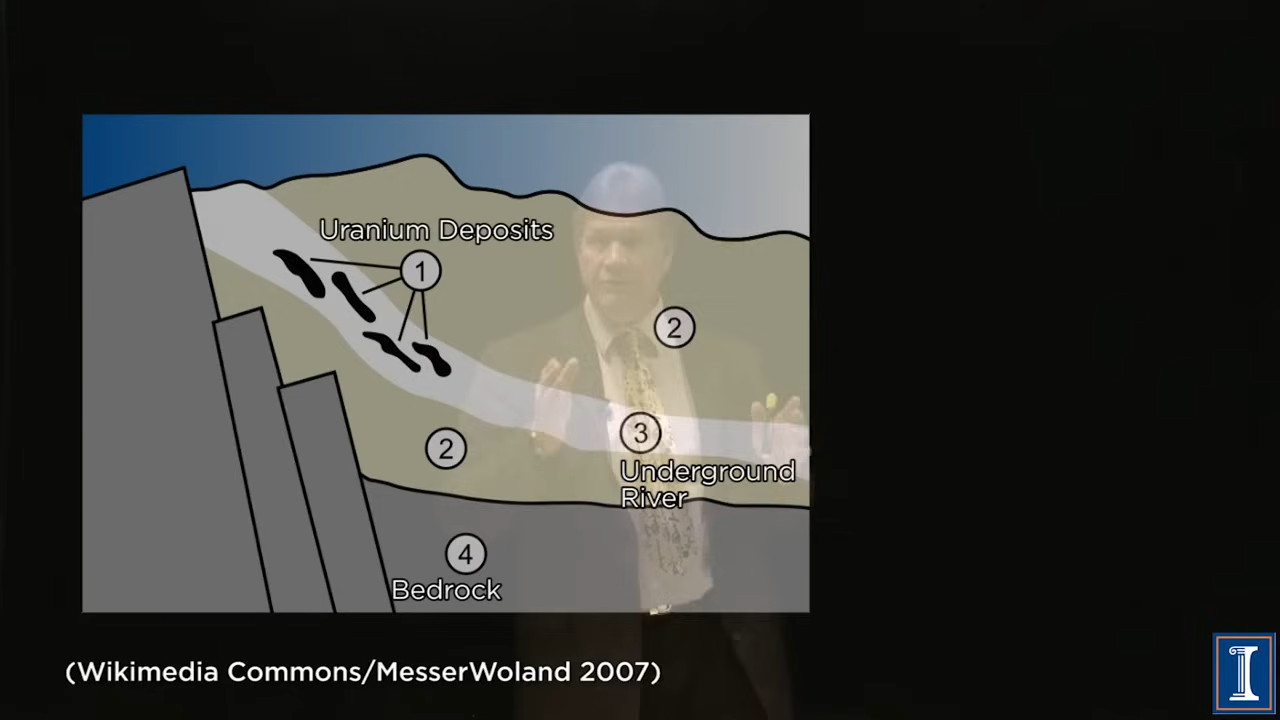 Uranium Deposits
1
2
3
Underground
River
2
4
Bedrock
(Wikimedia Commons/MesserWoland 2007)
I